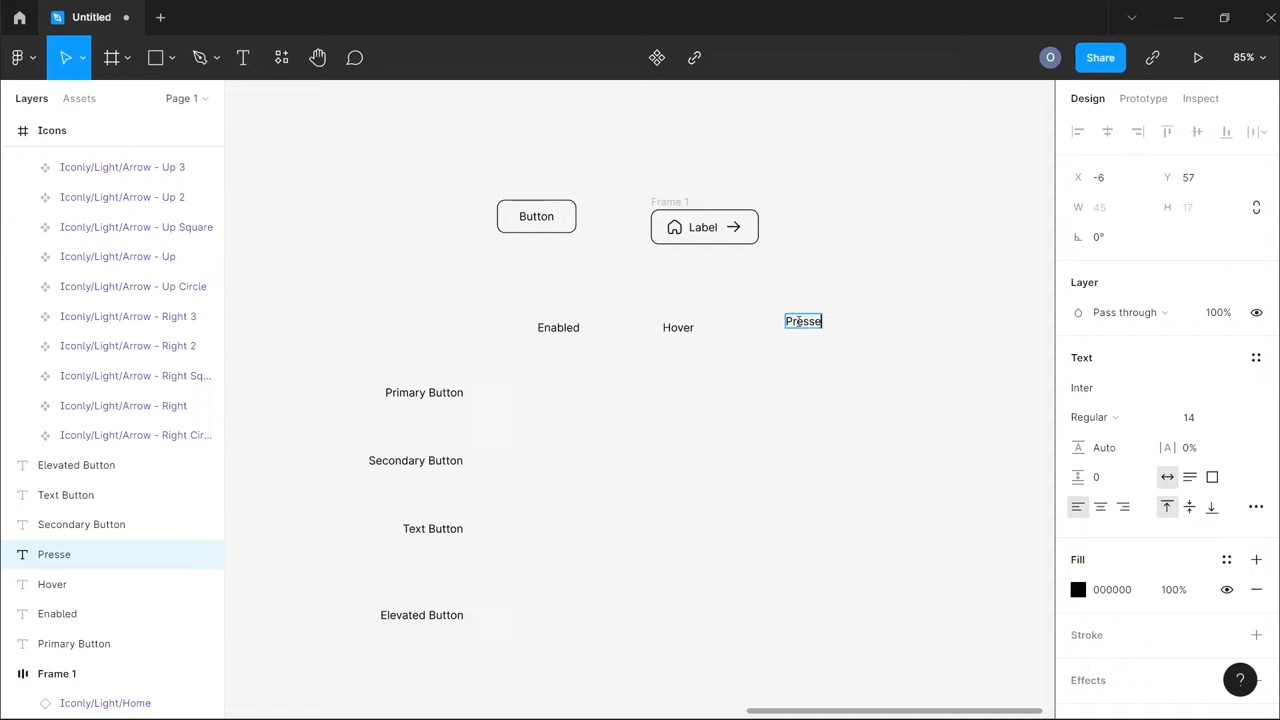 Untitled
Share
85%
Layers
Assets
Page 1
Icons
Iconly/Light/Arrow - Up 3
Iconly/Light/Arrow - Up 2
Iconly/Light/Arrow - Up Square
Iconly/Light/Arrow - Up
Iconly/Light/Arrow - Up Circle
Iconly/Light/Arrow - Right 3
Iconly/Light/Arrow - Right 2
Iconly/Light/Arrow - Right Sq...
Iconly/Light/Arrow - Right
Iconly/Light/Arrow - Right Cir...
Elevated Button
Text Button
Secondary Button
Presse
Hover
Enabled
Primary Button
Frame 1
Iconly/Light/Home
Button
Frame 1
Label
Enabled
Hover
Presse
Primary Button
Secondary Button
Text Button
Elevated Button
O
Design
Prototype
Inspect
X -6 Y 57
W 45 H 17
0°
Layer
Pass through 100%
Text
Inter
Regular 14
A Auto |A| 0%
0
Fill
000000 100%
Stroke
Effects
?